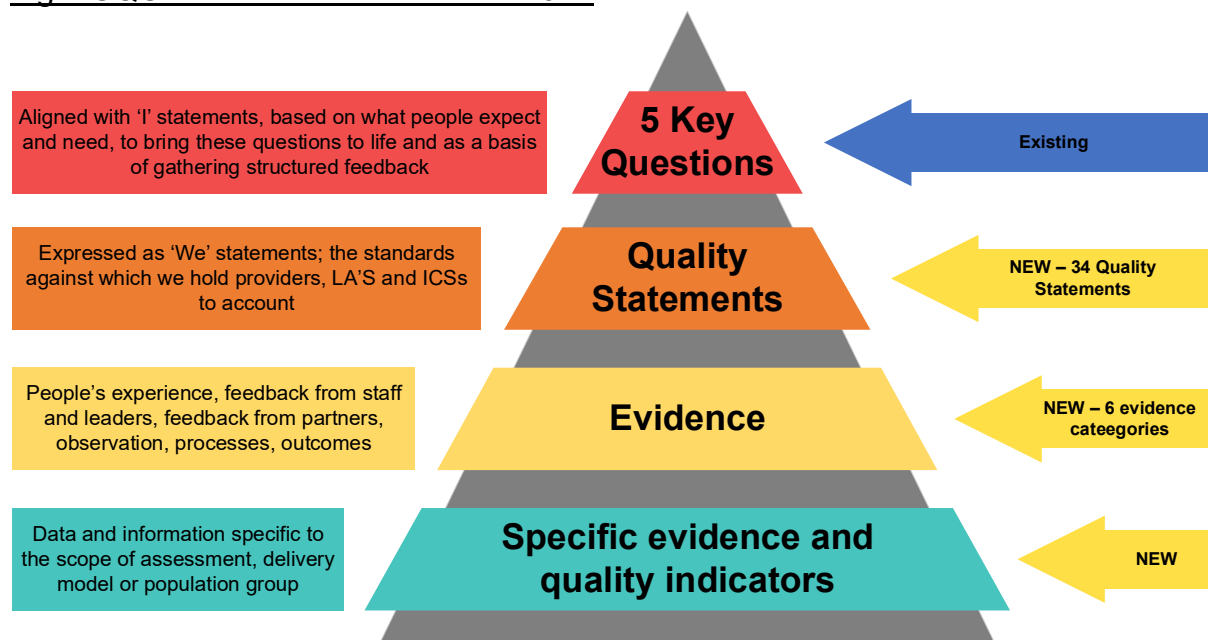 Aligned with ‘I’ statements, based on what people expect
and need, to bring these questions to life and as a basis
of gathering structured feedback
5 Key
Questions
Existing
Expressed as ‘We’ statements; the standards
against which we hold providers, LA’S and ICSs
to account
Quality
Statements
NEW – 34 Quality
Statements
People’s experience, feedback from staff
and leaders, feedback from partners,
observation, processes, outcomes
Evidence
NEW – 6 evidence
cateegories
Data and information specific to
the scope of assessment, delivery
model or population group
Specific evidence and
quality indicators
NEW